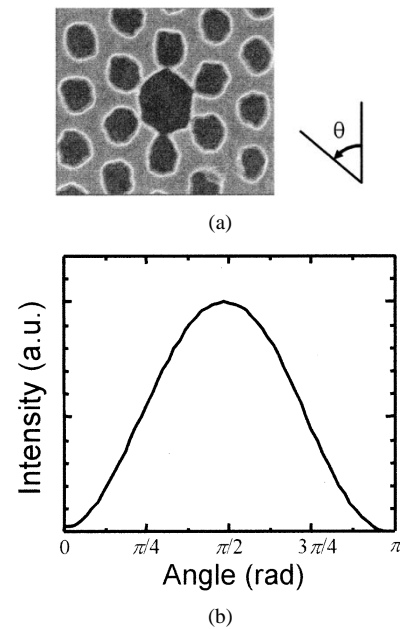 θ
(a)
Intensity (a.u.)
0 π/4 π/2 3π/4 π
Angle (rad)
(b)